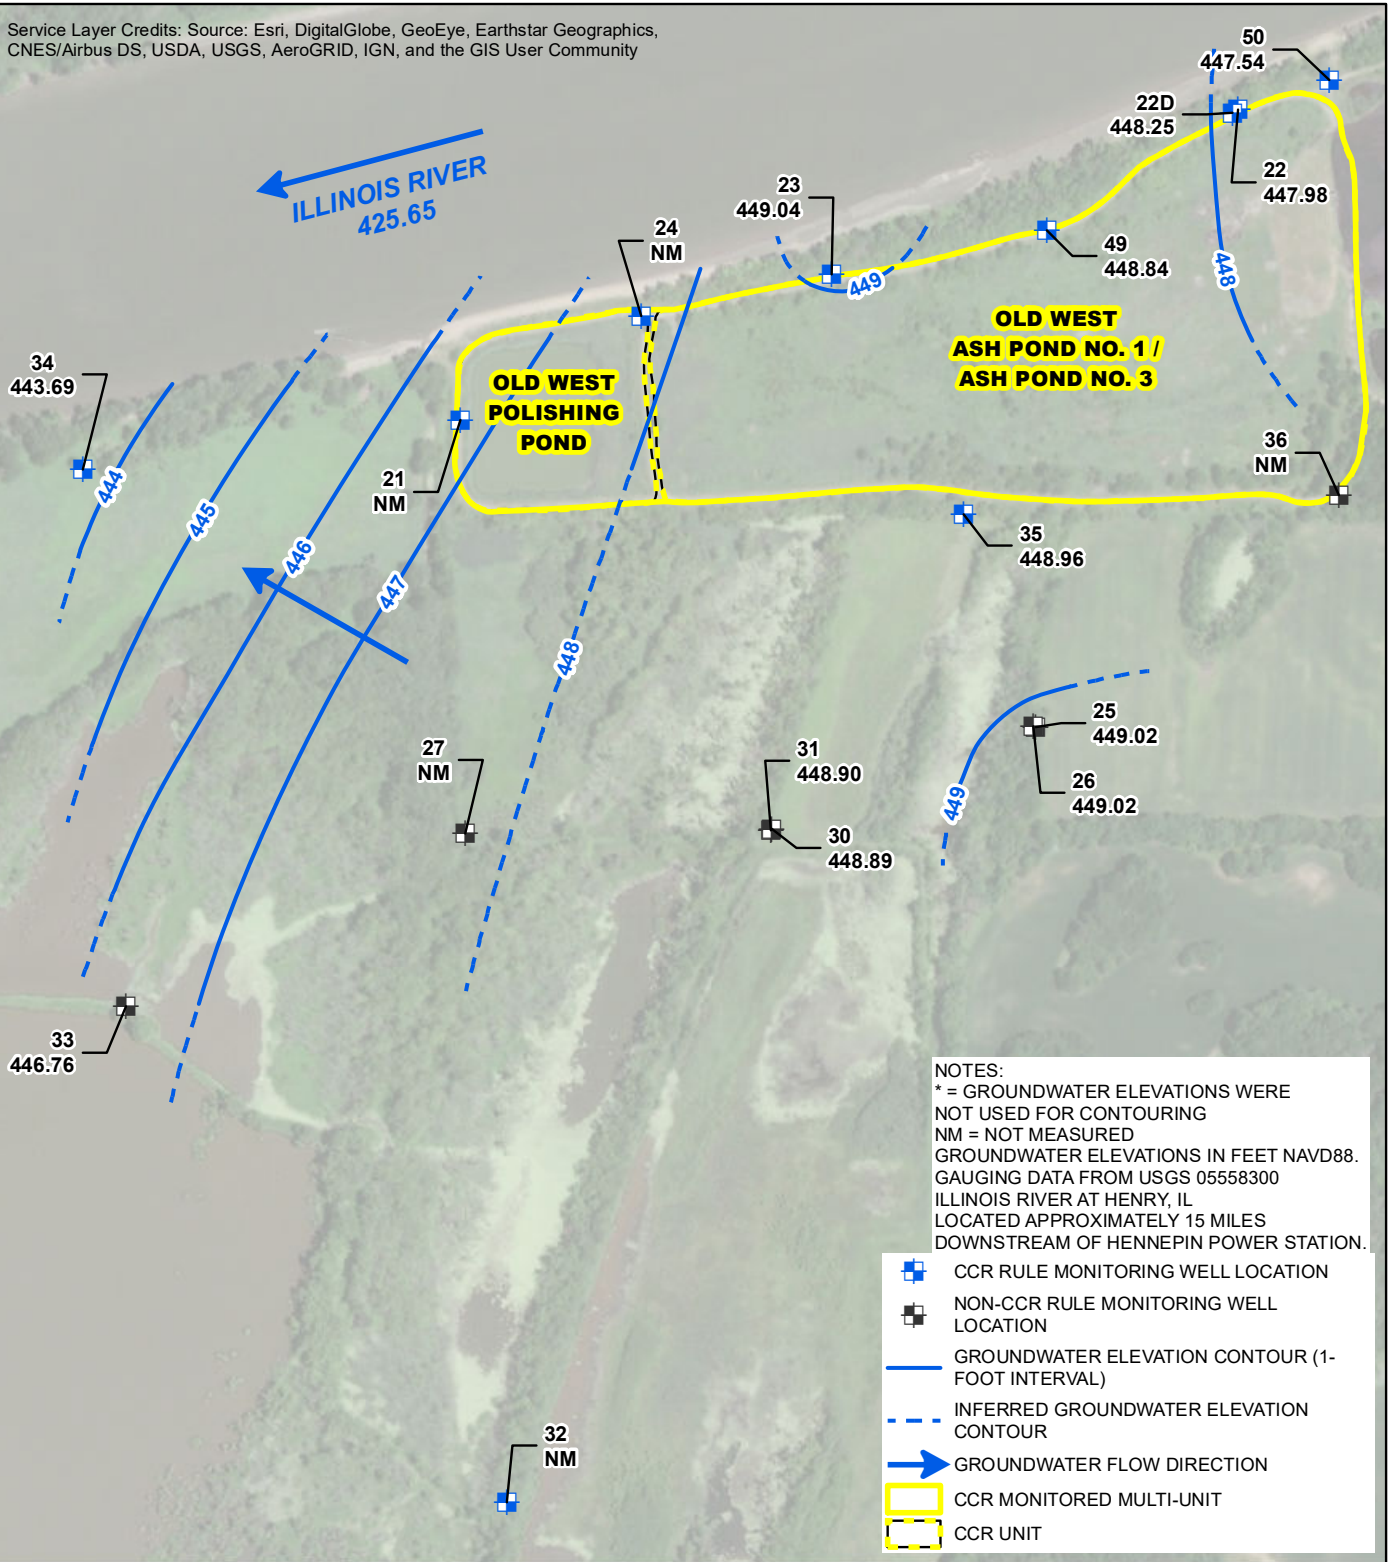 Service Layer Credits: Source: Esri, DigitalGlobe, GeoEye, Earthstar Geographics,
CNES/Airbus DS, USDA, USGS, AeroGRID, IGN, and the GIS User Community
50
447.54
22D
448.25
22
447.98
ILLINOIS RIVER
425.65
23
449.04
24
NM
49
448.84
449
448
OLD WEST
ASH POND NO. 1 /
ASH POND NO. 3
34
443.69
OLD WEST
POLISHING
POND
21
NM
36
NM
444
445
446
447
448
35
448.96
25
449.02
26
449.02
449
27
NM
31
448.90
30
448.89
33
446.76
32
NM
NOTES:
* = GROUNDWATER ELEVATIONS WERE
NOT USED FOR CONTOURING
NM = NOT MEASURED
GROUNDWATER ELEVATIONS IN FEET NAVD88.
GAUGING DATA FROM USGS 05558300
ILLINOIS RIVER AT HENRY, IL
LOCATED APPROXIMATELY 15 MILES
DOWNSTREAM OF HENNEPIN POWER STATION.
CCR RULE MONITORING WELL LOCATION
NON-CCR RULE MONITORING WELL
LOCATION
GROUNDWATER ELEVATION CONTOUR (1-
FOOT INTERVAL)
INFERRED GROUNDWATER ELEVATION
CONTOUR
GROUNDWATER FLOW DIRECTION
CCR MONITORED MULTI-UNIT
CCR UNIT